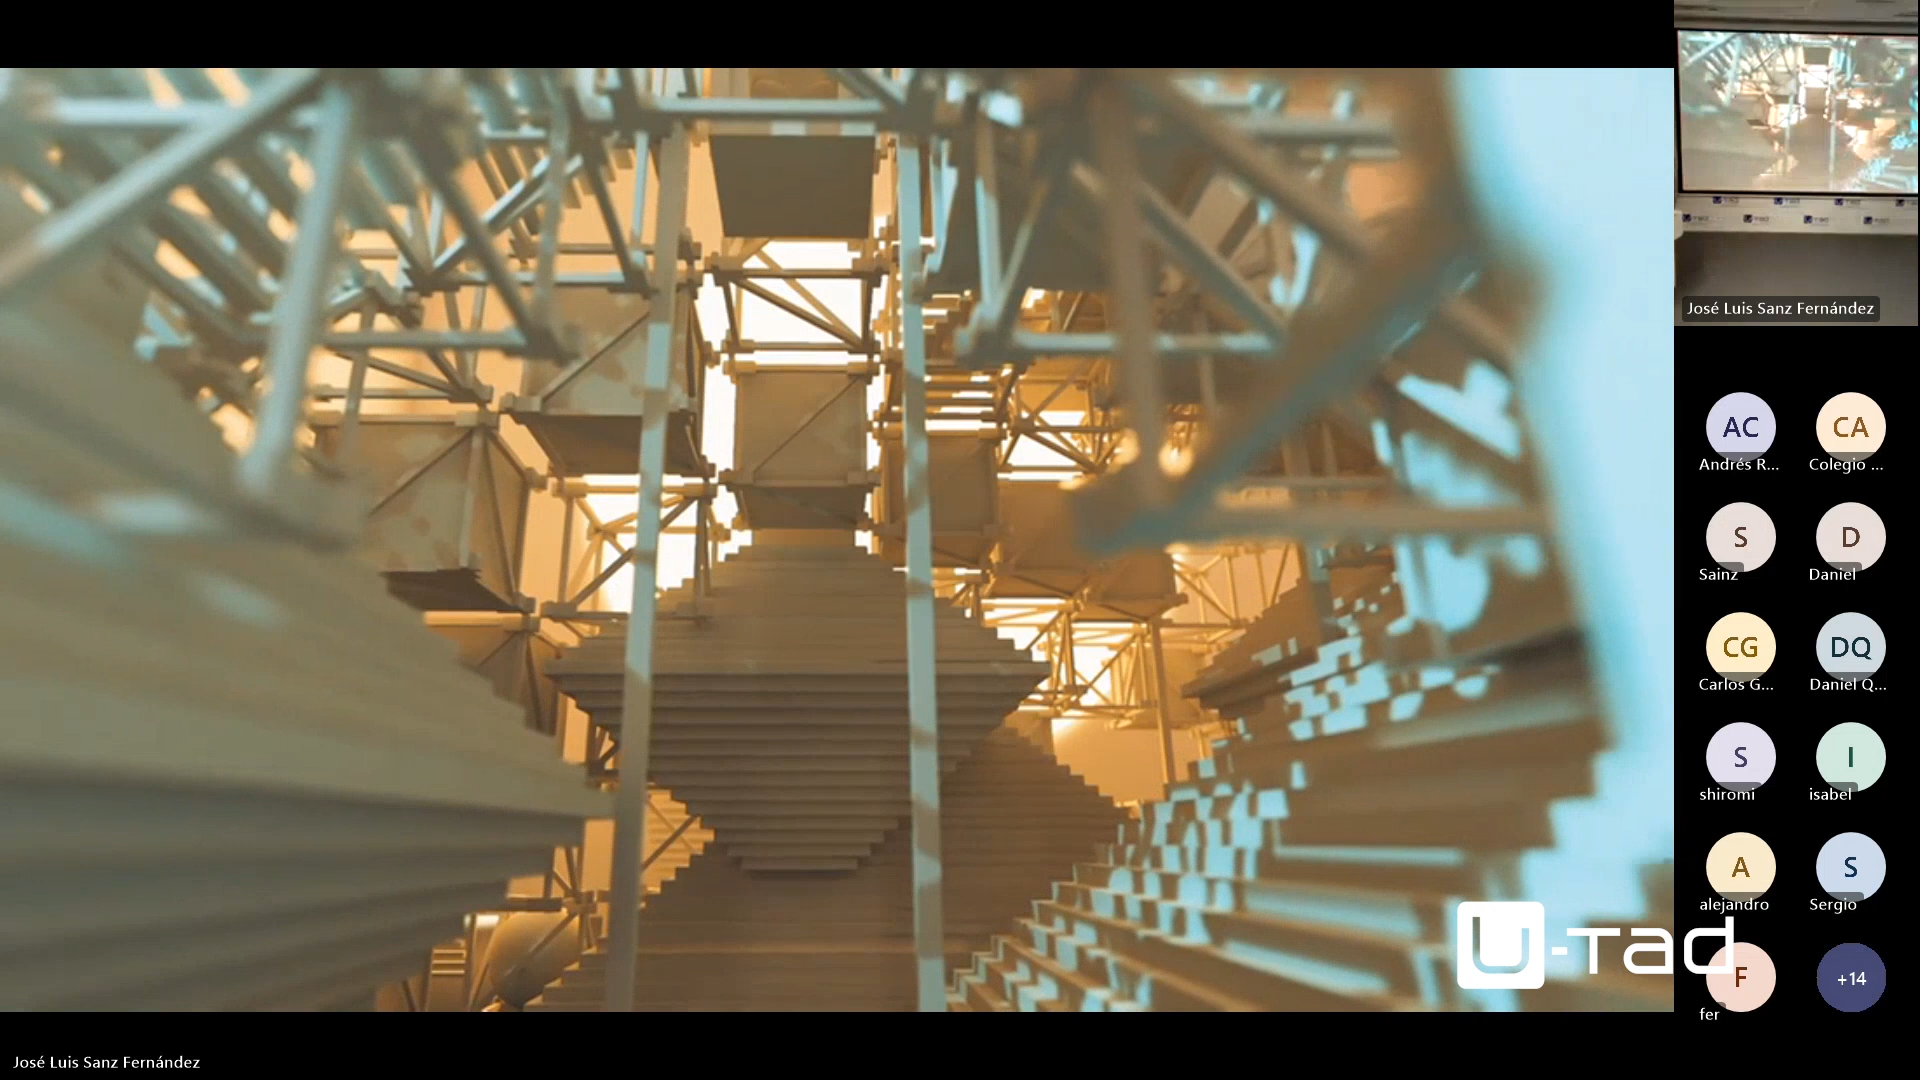 José Luis Sanz Fernández
AC
CA
Andrés R...
Colegio ...
S
D
Sainz
Daniel
CG
DQ
Carlos G...
Daniel Q...
S
I
shiromi
isabel
A
S
alejandro
Sergio
U-tad
F
+14
fer
José Luis Sanz Fernández